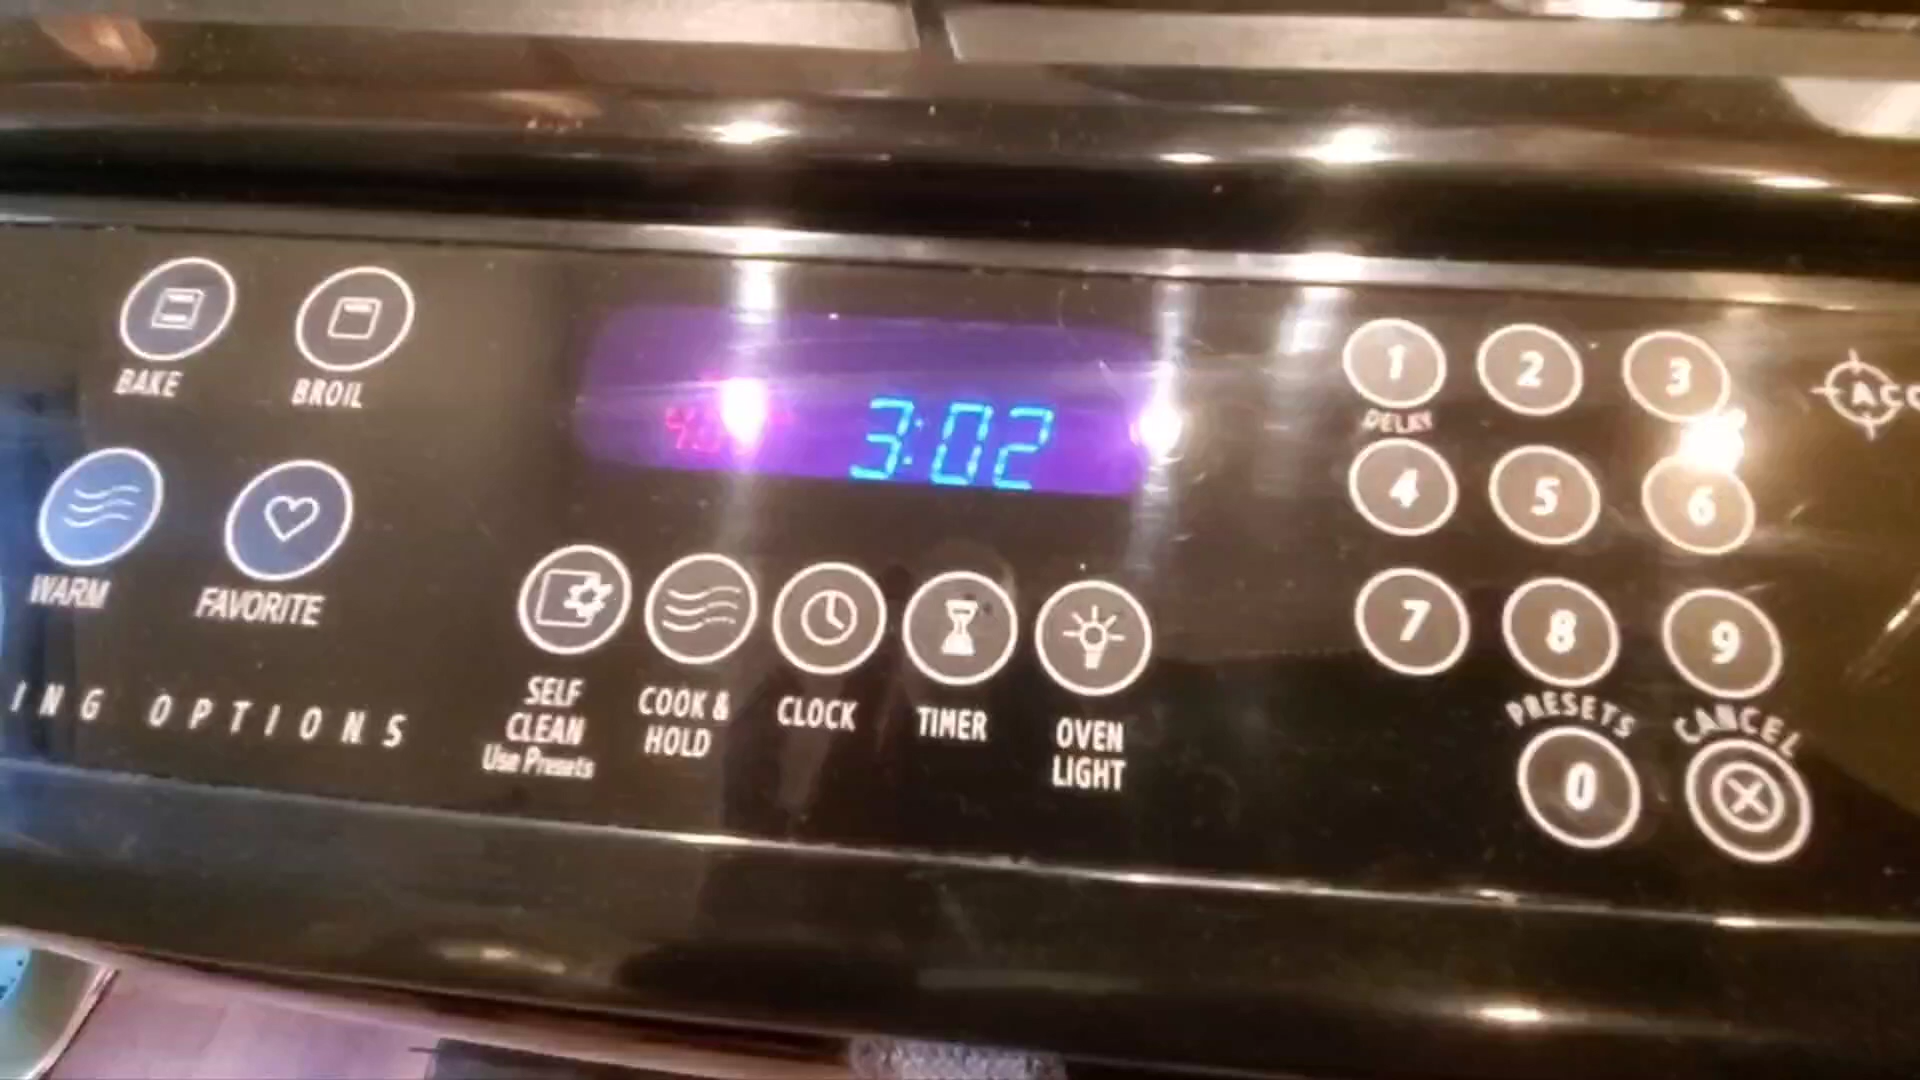 BAKE
BROIL
3:02
1
2
3
DELAY
4
5
6
WARM
FAVORITE
7
8
9
ING OPTIONS
SELF
CLEAN
Use Presets
COOK &
HOLD
CLOCK
TIMER
OVEN
LIGHT
PRESETS
0
CANCEL
ACC